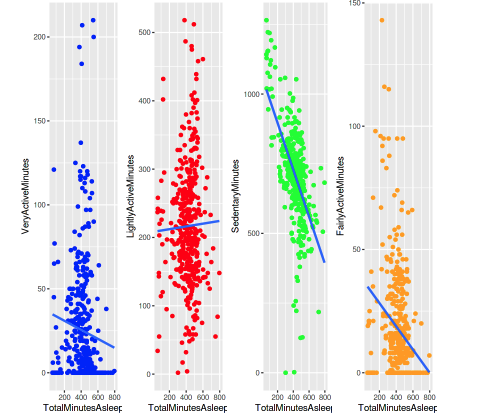 VeryActiveMinutes
200
150
100
50
0
200 400 600 800
TotalMinutesAsleep
LightlyActiveMinutes
500
400
300
200
100
0
200 400 600 800
TotalMinutesAsleep
SedentaryMinutes
1000
500
0
200 400 600 800
TotalMinutesAsleep
FairlyActiveMinutes
150
100
50
0
200 400 600 800
TotalMinutesAsleep